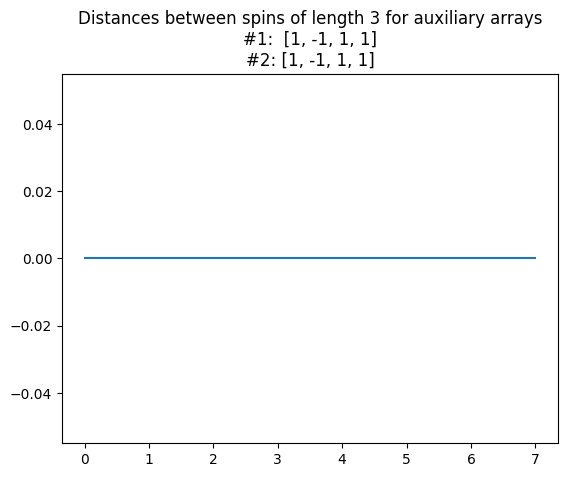 Distances between spins of length 3 for auxiliary arrays
#1:  [1, -1, 1, 1]
#2: [1, -1, 1, 1]
0.04
0.02
0.00
−0.02
−0.04
0 1 2 3 4 5 6 7